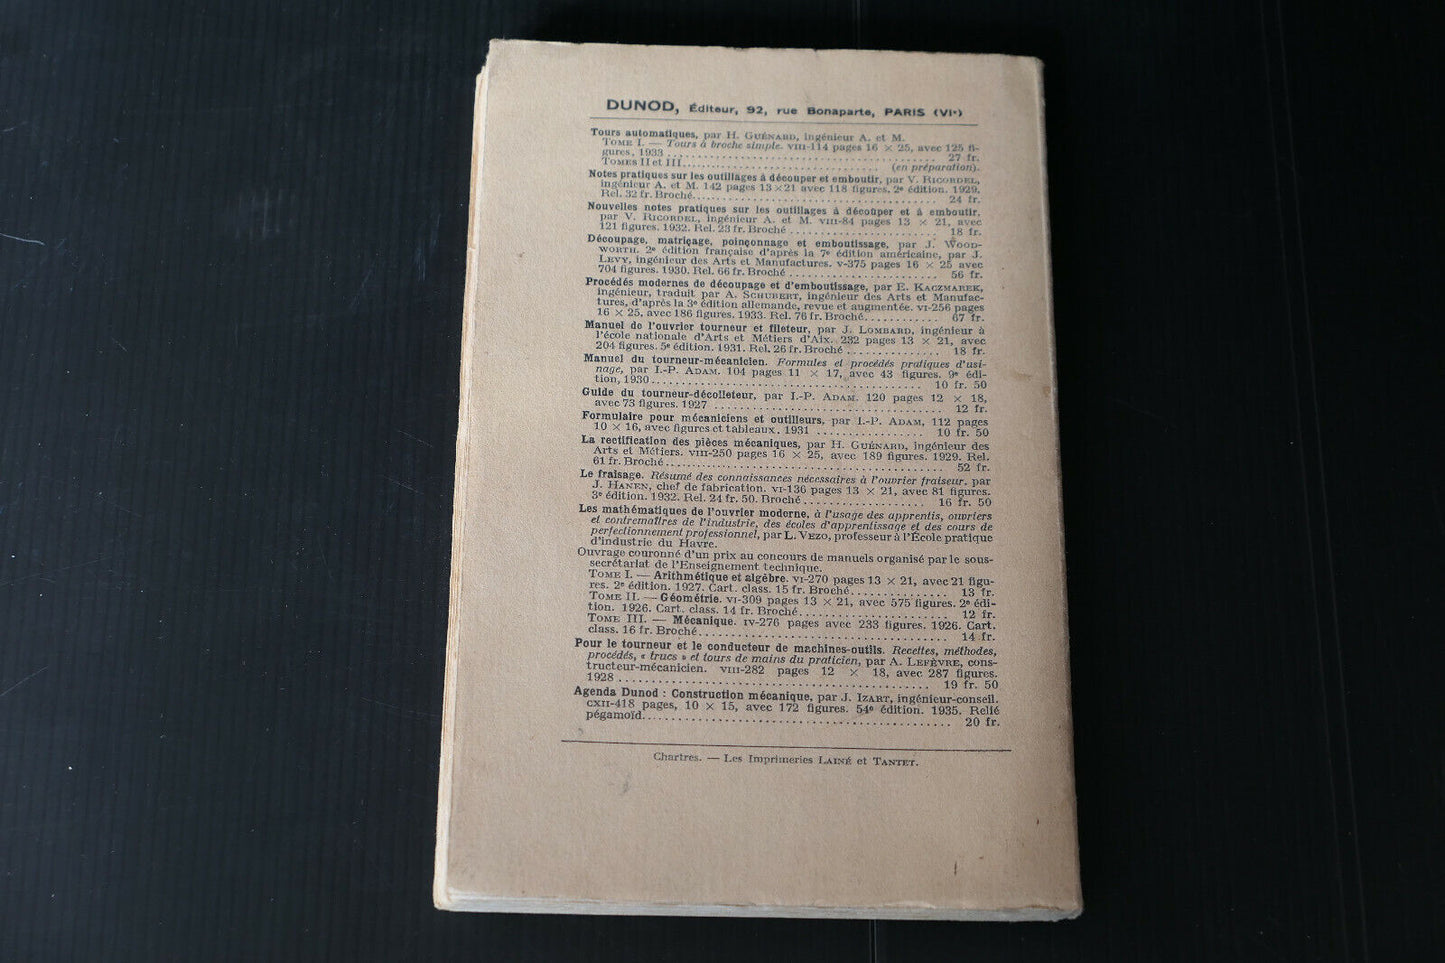 DUNOD, Éditeur, 92, rue Bonaparte, PARIS (VIe)
Tours automatiques, par H. GUÉNARD, ingénieur A. et M.
TOME I. — Tours à broche simple. VIII-114 pages 16 × 25, avec 125 fi-
gures, 1933 .......... 27 fr.
TOMES II et III.......... (en préparation).
Notes pratiques sur les outillages à découper et emboutir, par V. RICORDEL,
ingénieur A. et M. 142 pages 13×21 avec 118 figures. 2e édition. 1929.
Rel. 32 fr. Broché.......... 24 fr.
Nouvelles notes pratiques sur les outillages à découper et à emboutir,
par V. RICORDEL, ingénieur A. et M. VIII-84 pages 13 × 21, avec
121 figures. 1932. Rel. 23 fr. Broché .......... 18 fr.
Découpage, matriçage, poinçonnage et emboutissage, par J. WOOD-
WORTH. 2e édition française d'après la 7e édition américaine, par J.
LEVY, ingénieur des Arts et Manufactures. V-375 pages 16 × 25 avec
704 figures. 1930. Rel. 66 fr. Broché .......... 56 fr.
Procédés modernes de découpage et d'emboutissage, par E. KACZMAREK,
ingénieur, traduit par A. SCHUBERT, ingénieur des Arts et Manufac-
tures, d'après la 3e édition allemande, revue et augmentée. VI-256 pages
16 × 25, avec 186 figures. 1933. Rel. 76 fr. Broché.......... 67 fr.
Manuel de l'ouvrier tourneur et fileteur, par J. LOMBARD, ingénieur à
l'école nationale d'Arts et Métiers d'Aix. 232 pages 13 × 21, avec
204 figures. 5e édition. 1931. Rel. 26 fr. Broché .......... 18 fr.
Manuel du tourneur-mécanicien. Formules et procédés pratiques d'usi-
nage, par I.-P. ADAM. 104 pages 11 × 17, avec 43 figures. 9e édi-
tion, 1930.......... 10 fr. 50
Guide du tourneur-décolleteur, par I.-P. ADAM. 120 pages 12 × 18,
avec 73 figures. 1927 .......... 12 fr.
Formulaire pour mécaniciens et outilleurs, par I.-P. ADAM, 112 pages
10 × 16, avec figures et tableaux. 1931 .......... 10 fr. 50
La rectification des pièces mécaniques, par H. GUÉNARD, ingénieur des
Arts et Métiers. VIII-250 pages 16 × 25, avec 189 figures. 1929. Rel.
61 fr. Broché.......... 52 fr.
Le fraisage. Résumé des connaissances nécessaires à l'ouvrier fraiseur. par
J. HANEN, chef de fabrication. VI-136 pages 13 × 21, avec 81 figures.
3e édition. 1932. Rel. 24 fr. 50. Broché.......... 16 fr. 50
Les mathématiques de l'ouvrier moderne, à l'usage des apprentis, ouvriers
et contremaîtres de l'industrie, des écoles d'apprentissage et des cours de
perfectionnement professionnel, par L. VEZO, professeur à l'École pratique
d'industrie du Havre.
Ouvrage couronné d'un prix au concours de manuels organisé par le sous-
secrétariat de l'Enseignement technique.
TOME I. — Arithmétique et algèbre. VI-270 pages 13 × 21, avec 21 figu-
res. 2e édition. 1927. Cart. class. 15 fr. Broché.......... 13 fr.
TOME II. — Géométrie. VI-309 pages 13 × 21, avec 575 figures. 2e édi-
tion. 1926. Cart. class. 14 fr. Broché.......... 12 fr.
TOME III. — Mécanique. IV-276 pages avec 233 figures. 1926. Cart.
class. 16 fr. Broché.......... 14 fr.
Pour le tourneur et le conducteur de machines-outils. Recettes, méthodes,
procédés, « trucs » et tours de mains du praticien, par A. LEFÈVRE, cons-
tructeur-mécanicien. VIII-282 pages 12 × 18, avec 287 figures.
1928 .......... 19 fr. 50
Agenda Dunod : Construction mécanique, par J. IZART, ingénieur-conseil.
CXII-418 pages, 10 × 15, avec 172 figures. 54e édition. 1935. Relié
pégamoïd.......... 20 fr.
Chartres. — Les Imprimeries LAINÉ et TANTET.